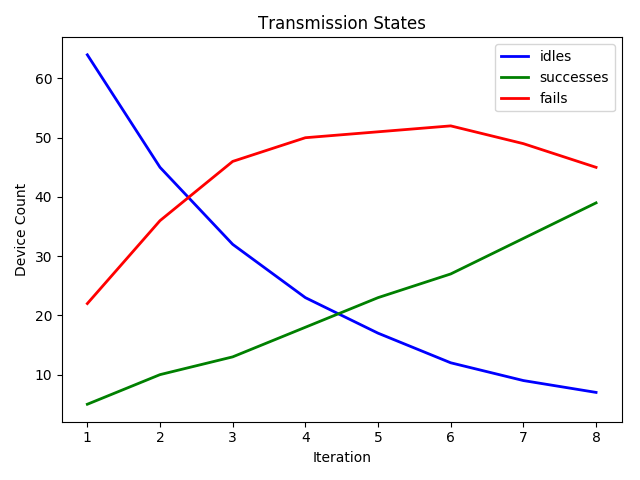 Transmission States
idles
successes
fails
60
50
40
30
20
10
Device Count
1 2 3 4 5 6 7 8
Iteration